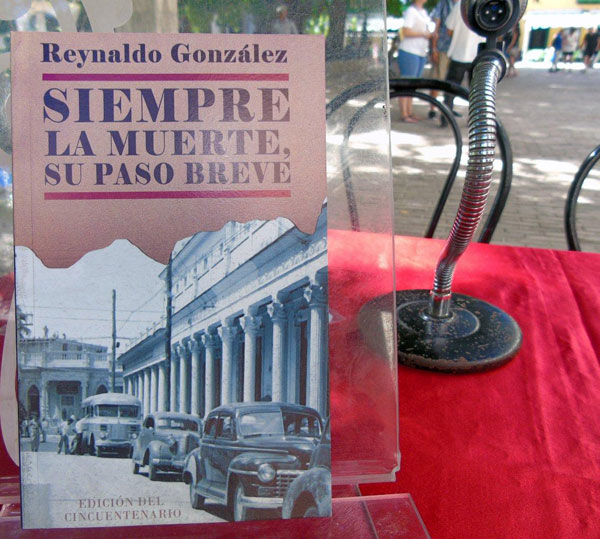 Reynaldo González
SIEMPRE
LA MUERTE,
SU PASO BREVE
EDICIÓN DEL
CINCUENTENARIO